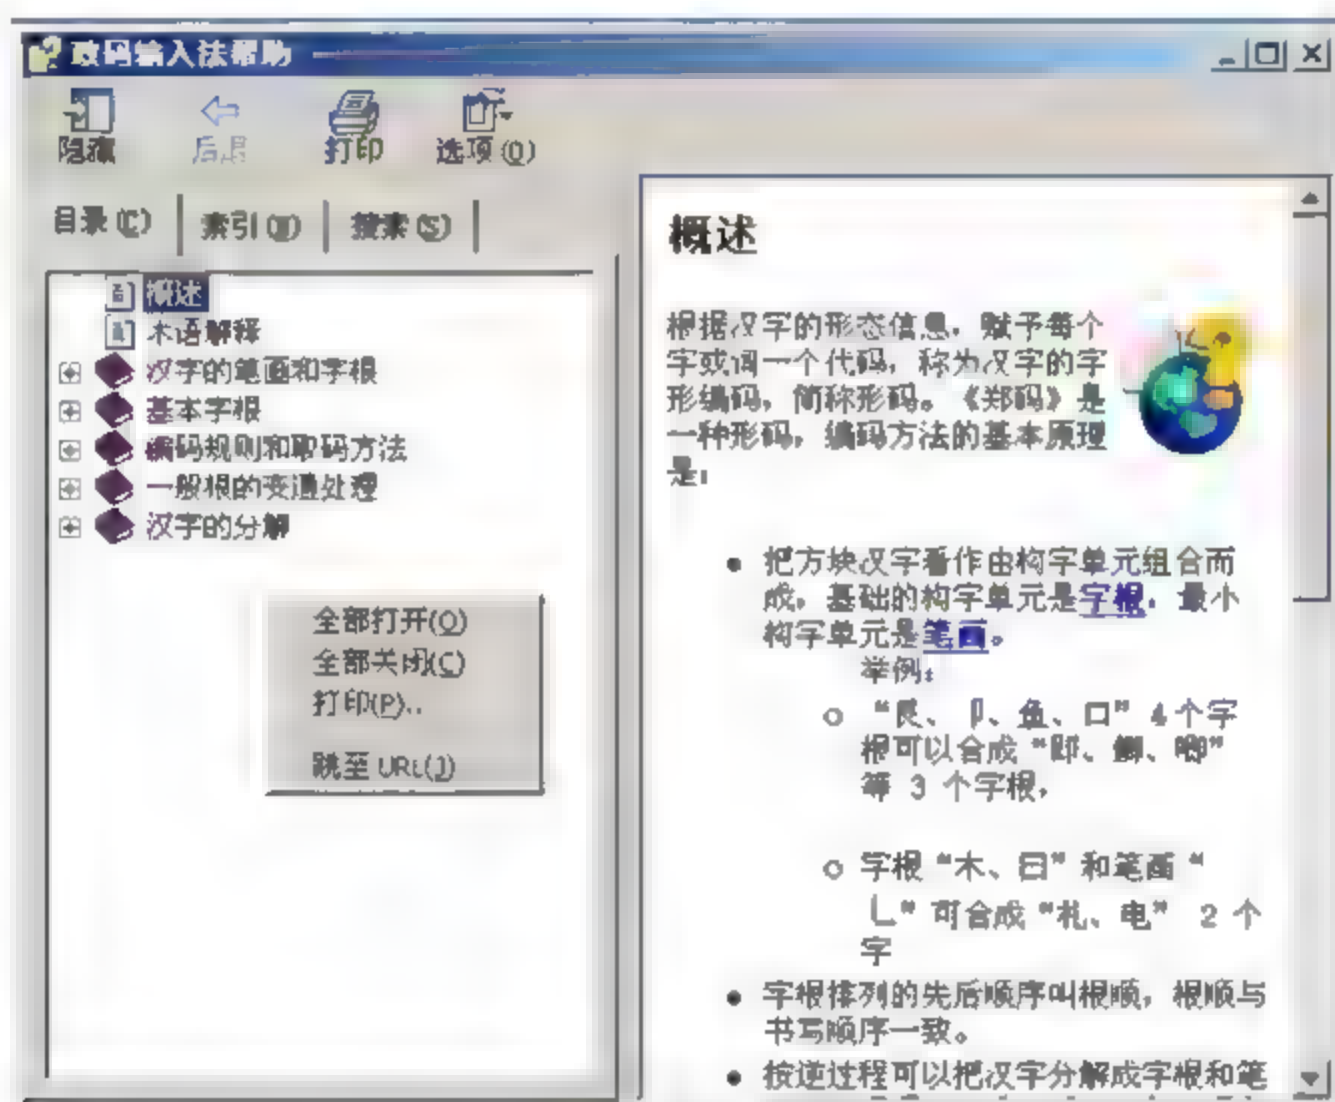 郑码输入法帮助
隐藏 后退 打印 选项(O)
目录(C) 索引(N) 搜索(S)
概述
术语解释
汉字的笔画和字根
基本字根
编码规则和取码方法
一般根的变通处理
汉字的分解
全部打开(O)
全部关闭(C)
打印(P)...
跳至 URL(J)
概述
根据汉字的形态信息，赋予每个
字或词一个代码，称为汉字的字
形编码，简称形码。《郑码》是
一种形码，编码方法的基本原理
是：
把方块汉字看作由构字单元组合而
成，基础的构字单元是字根，最小
构字单元是笔画。
举例：
、卩、鱼、口” 4 个字
根可以合成
等 3 个字根，
字根“木、曰”和笔画“
乚”可合成“札、电” 2 个
字
字根排列的先后顺序叫根顺，根顺与
书写顺序一致。
按逆过程可以把汉字分解成字根和笔